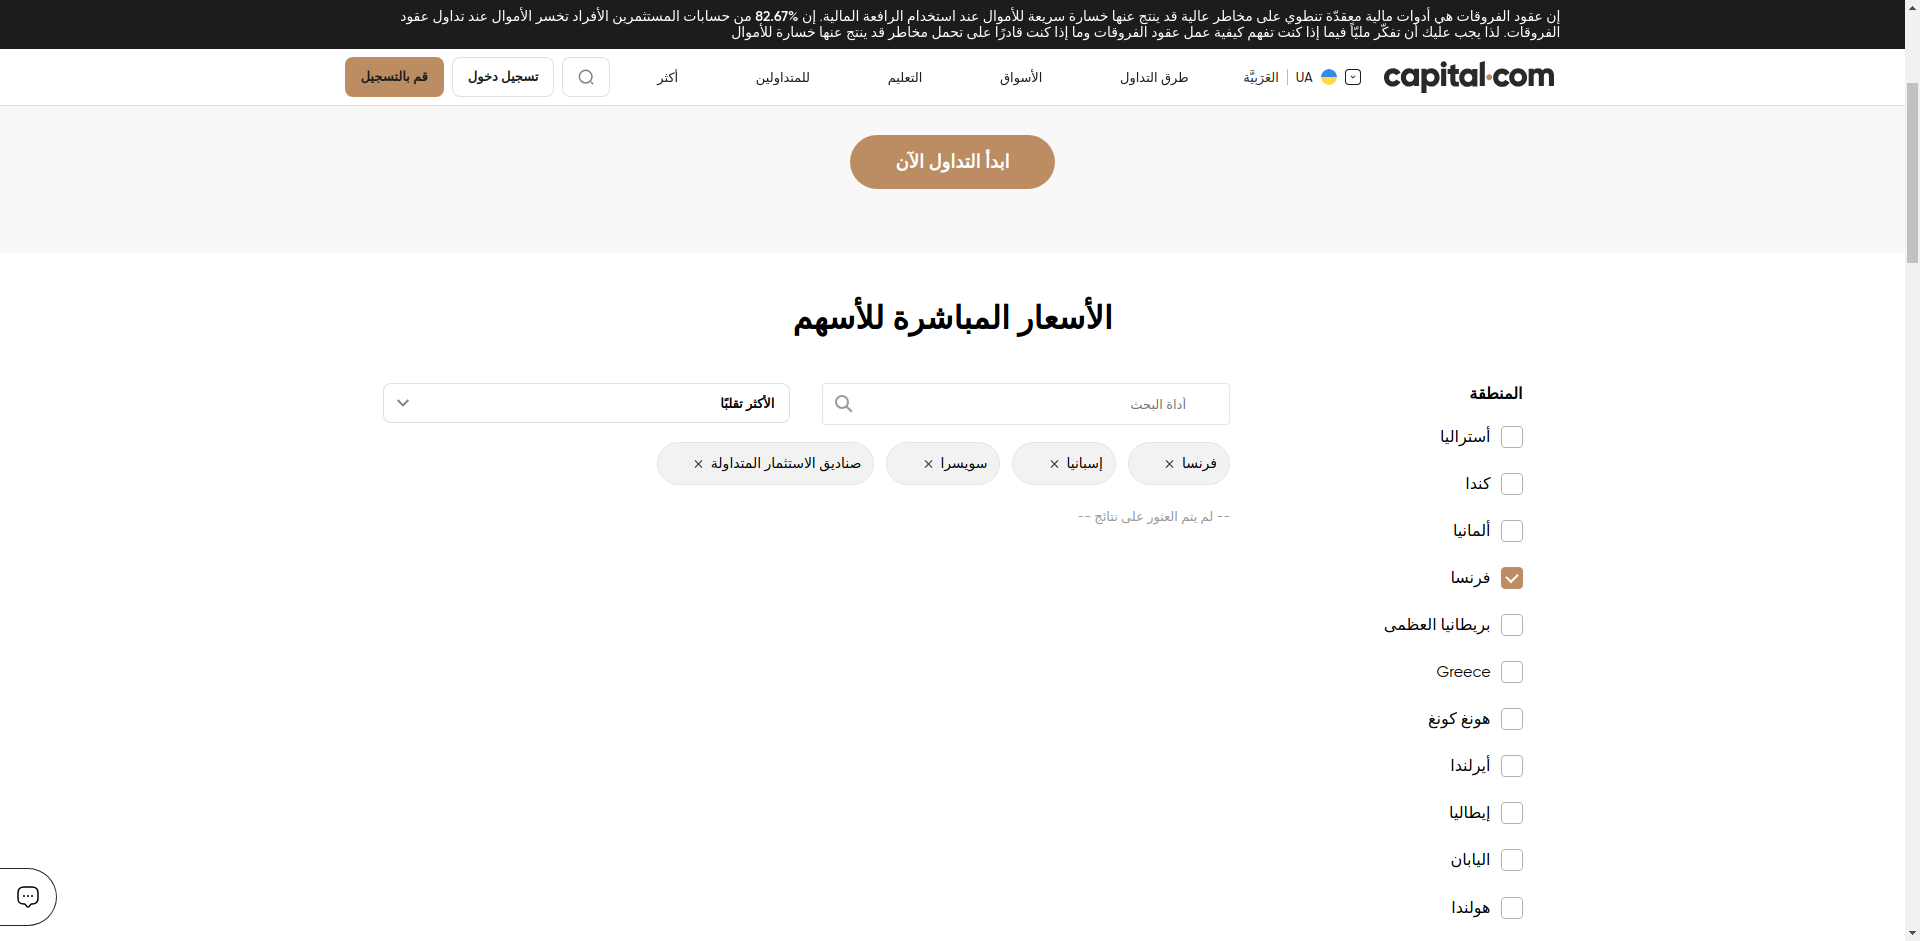 إن عقود الفروقات هي أدوات مالية معقدّة تنطوي على مخاطر عالية قد ينتج عنها خسارة سريعة للأموال عند استخدام الرافعة المالية. إن 82.67% من حسابات المستثمرين الأفراد تخسر الأموال عند تداول عقود
الفروقات. لذا يجب عليك أن تفكّر مليّاً فيما إذا كنت تفهم كيفية عمل عقود الفروقات وما إذا كنت قادرًا على تحمل مخاطر قد ينتج عنها خسارة للأموال
capital.com
UA
العَرَبِيَّة
طرق التداول
الأسواق
التعليم
للمتداولين
أكثر
تسجيل دخول
قم بالتسجيل
ابدأ التداول الآن
الأسعار المباشرة للأسهم
المنطقة
أستراليا
كندا
ألمانيا
فرنسا
بريطانيا العظمى
Greece
هونغ كونغ
أيرلندا
إيطاليا
اليابان
هولندا
أداة البحث
الأكثر تقلبًا
فرنسا
إسبانيا
سويسرا
صناديق الاستثمار المتداولة
-- لم يتم العثور على نتائج --